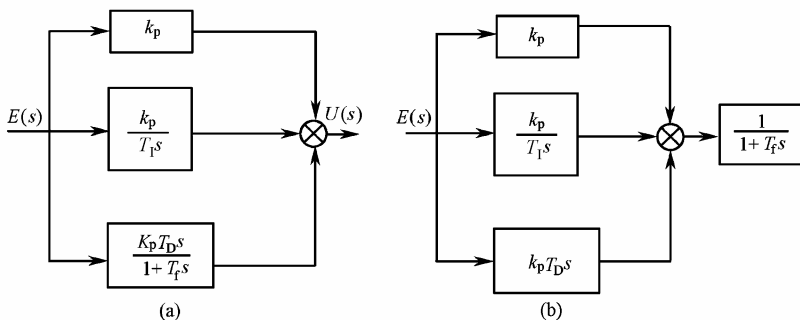 k_p
E(s)
k_p
T_I s
U(s)
K_p T_D s
1+T_f s
(a)
k_p
E(s)
k_p
T_I s
1
1+T_f s
k_p T_D s
(b)